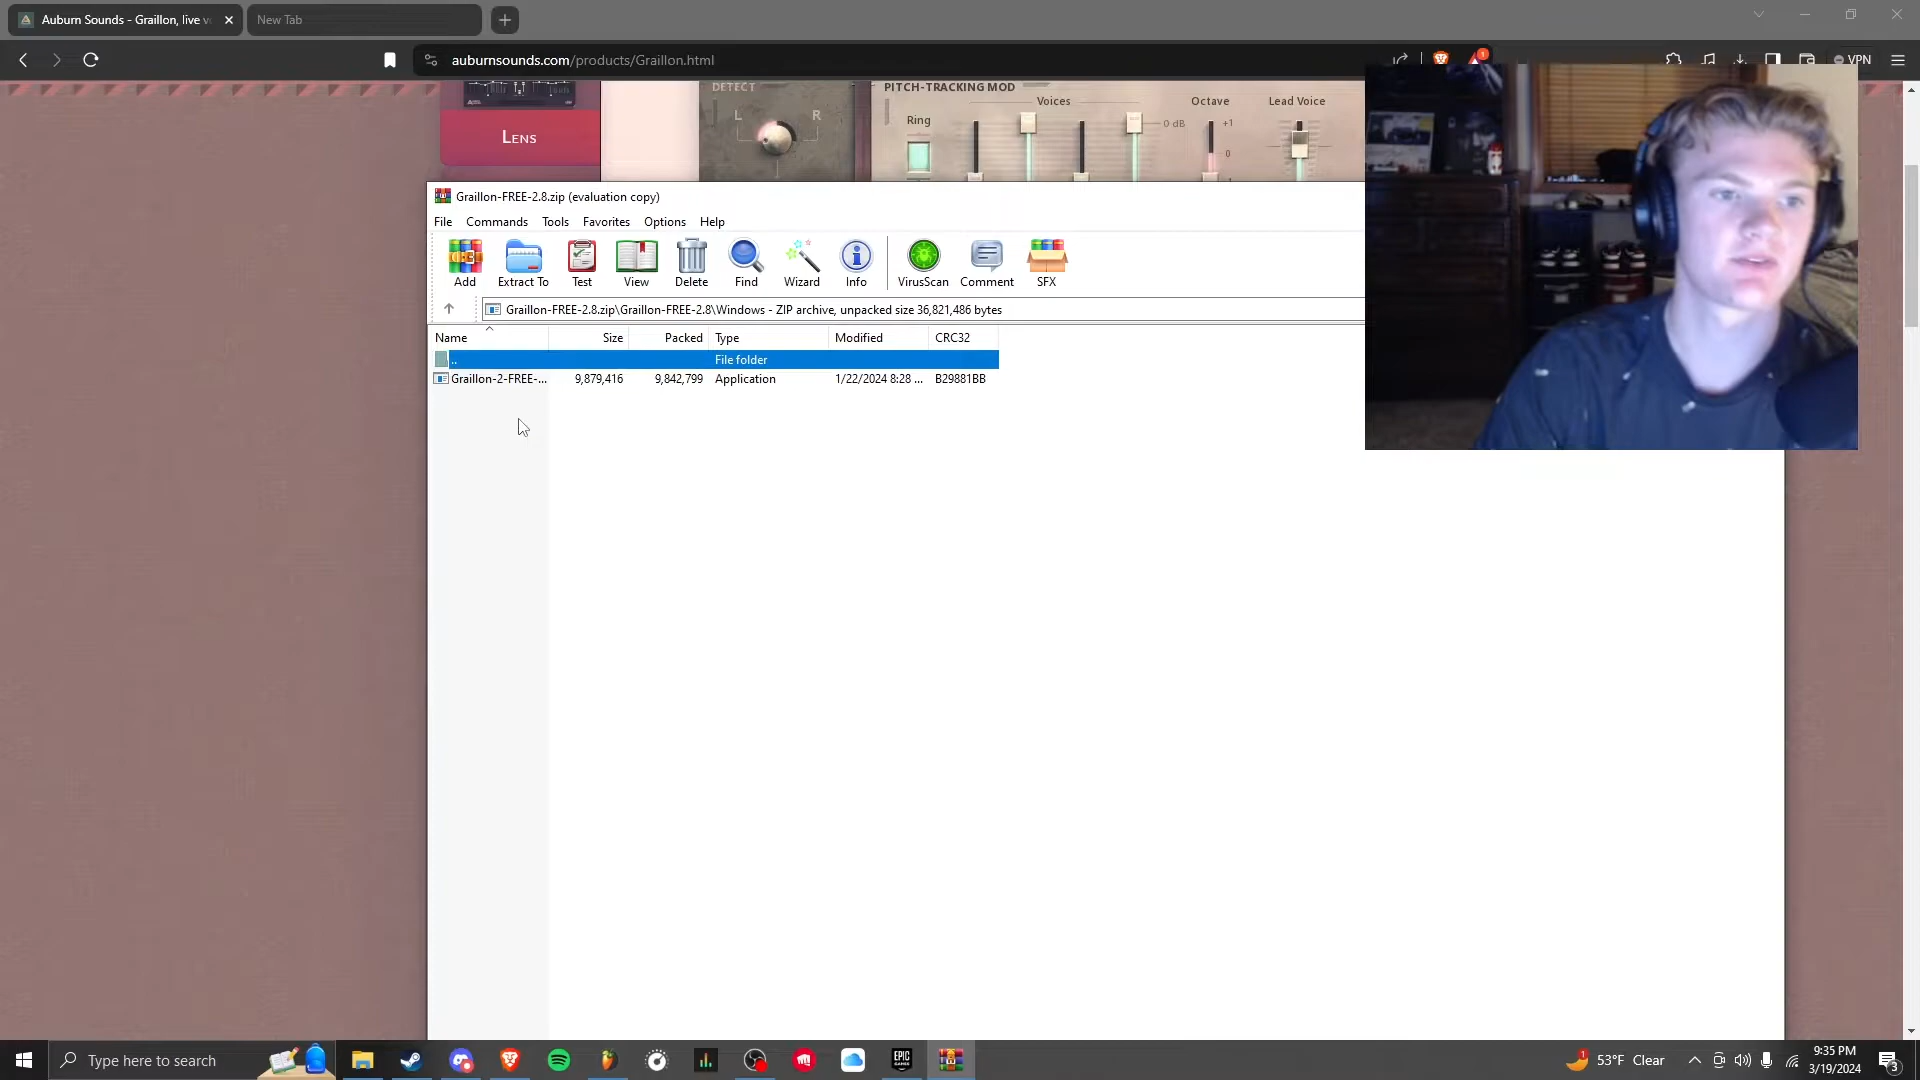 Auburn Sounds - Graillon, live v
New Tab
auburnsounds.com/products/Graillon.html
1
VPN
DETECT
PITCH-TRACKING MOD
L
R
Voices
Octave
Lead Voice
Ring
0 dB
+1
0
LENS
Graillon-FREE-2.8.zip (evaluation copy)
File Commands Tools Favorites Options Help
Add Extract To Test View Delete Find Wizard Info VirusScan Comment SFX
Graillon-FREE-2.8.zip\Graillon-FREE-2.8\Windows - ZIP archive, unpacked size 36,821,486 bytes
Name Size Packed Type Modified CRC32
.. File folder
Graillon-2-FREE-... 9,879,416 9,842,799 Application 1/22/2024 8:28 ... B29881BB
Type here to search
EPIC
GAMES
1
53°F Clear
9:35 PM
3/19/2024
3